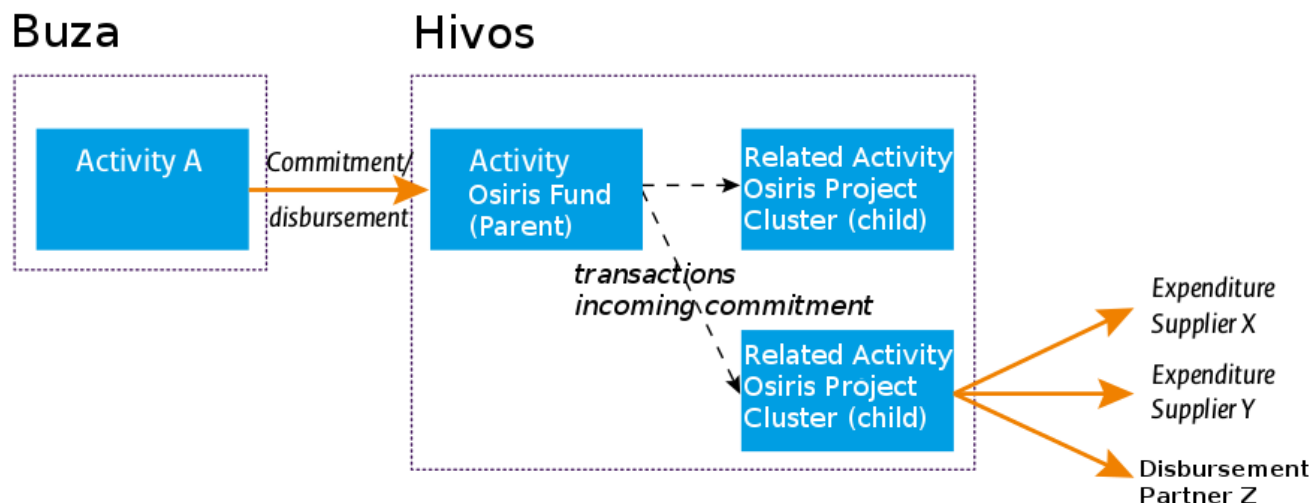 Buza
Hivos
Activity A
Commitment/
disbursement
Activity
Osiris Fund
(Parent)
Related Activity
Osiris Project
Cluster (child)
transactions
incoming commitment
Related Activity
Osiris Project
Cluster (child)
Expenditure
Supplier X
Expenditure
Supplier Y
Disbursement
Partner Z